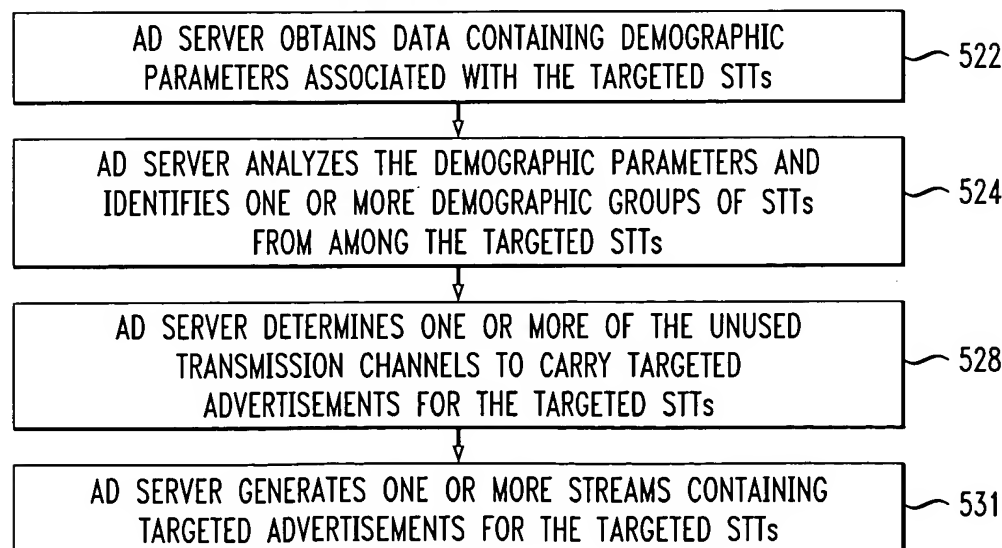 AD SERVER OBTAINS DATA CONTAINING DEMOGRAPHIC
PARAMETERS ASSOCIATED WITH THE TARGETED STTs
522
AD SERVER ANALYZES THE DEMOGRAPHIC PARAMETERS AND
IDENTIFIES ONE OR MORE DEMOGRAPHIC GROUPS OF STTs
FROM AMONG THE TARGETED STTs
524
AD SERVER DETERMINES ONE OR MORE OF THE UNUSED
TRANSMISSION CHANNELS TO CARRY TARGETED
ADVERTISEMENTS FOR THE TARGETED STTs
528
AD SERVER GENERATES ONE OR MORE STREAMS CONTAINING
TARGETED ADVERTISEMENTS FOR THE TARGETED STTs
531